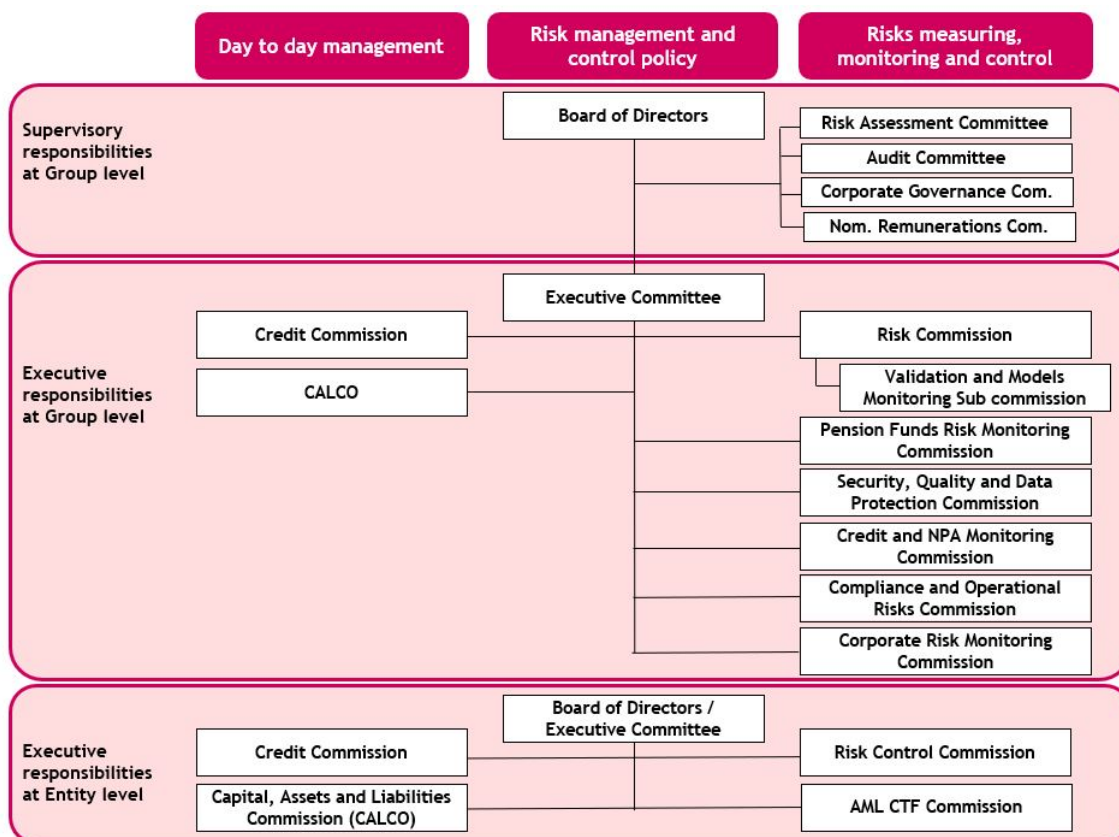 Day to day management
Risk management and
control policy
Risks measuring,
monitoring and control
Supervisory
responsibilities
at Group level
Board of Directors
Risk Assessment Committee
Audit Committee
Corporate Governance Com.
Nom. Remunerations Com.
Executive
responsibilities
at Group level
Executive Committee
Credit Commission
Risk Commission
CALCO
Validation and Models
Monitoring Sub commission
Pension Funds Risk Monitoring
Commission
Security, Quality and Data
Protection Commission
Credit and NPA Monitoring
Commission
Compliance and Operational
Risks Commission
Corporate Risk Monitoring
Commission
Executive
responsibilities
at Entity level
Board of Directors /
Executive Committee
Credit Commission
Risk Control Commission
Capital, Assets and Liabilities
Commission (CALCO)
AML CTF Commission